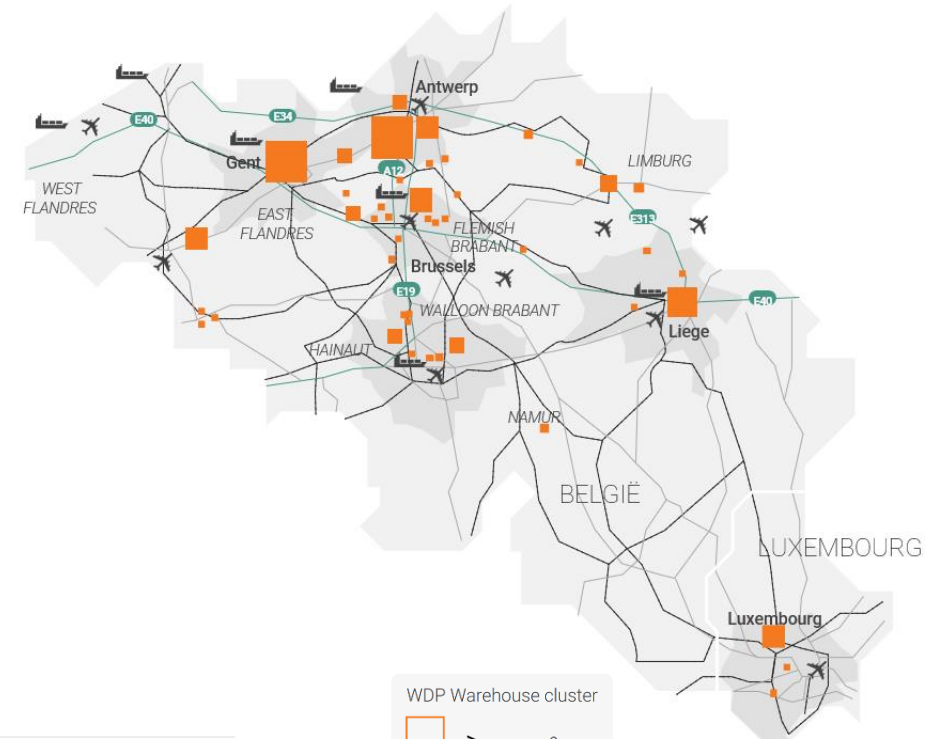 Antwerp
E40
E34
Gent
A12
LIMBURG
WEST
FLANDRES
EAST
FLANDRES
E313
FLEMISH
BRABANT
Brussels
E19
E40
WALLOON BRABANT
Liege
HAINAUT
NAMUR
BELGIË
LUXEMBOURG
Luxembourg
WDP Warehouse cluster